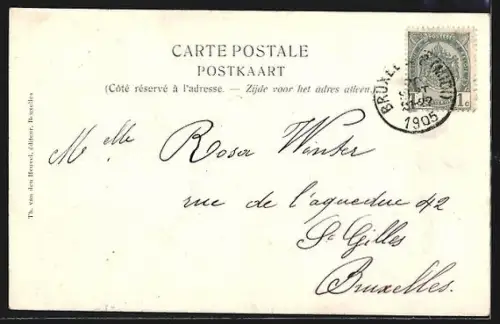 CARTE POSTALE
POSTKAART
(Côté réservé à l'adresse. — Zijde voor het adres alleen.)
1905
1 c
Melle Rosa Winter
rue de l'aqueduc 42
St Gilles
Bruxelles.
Th. van den Heuvel, éditeur, Bruxelles